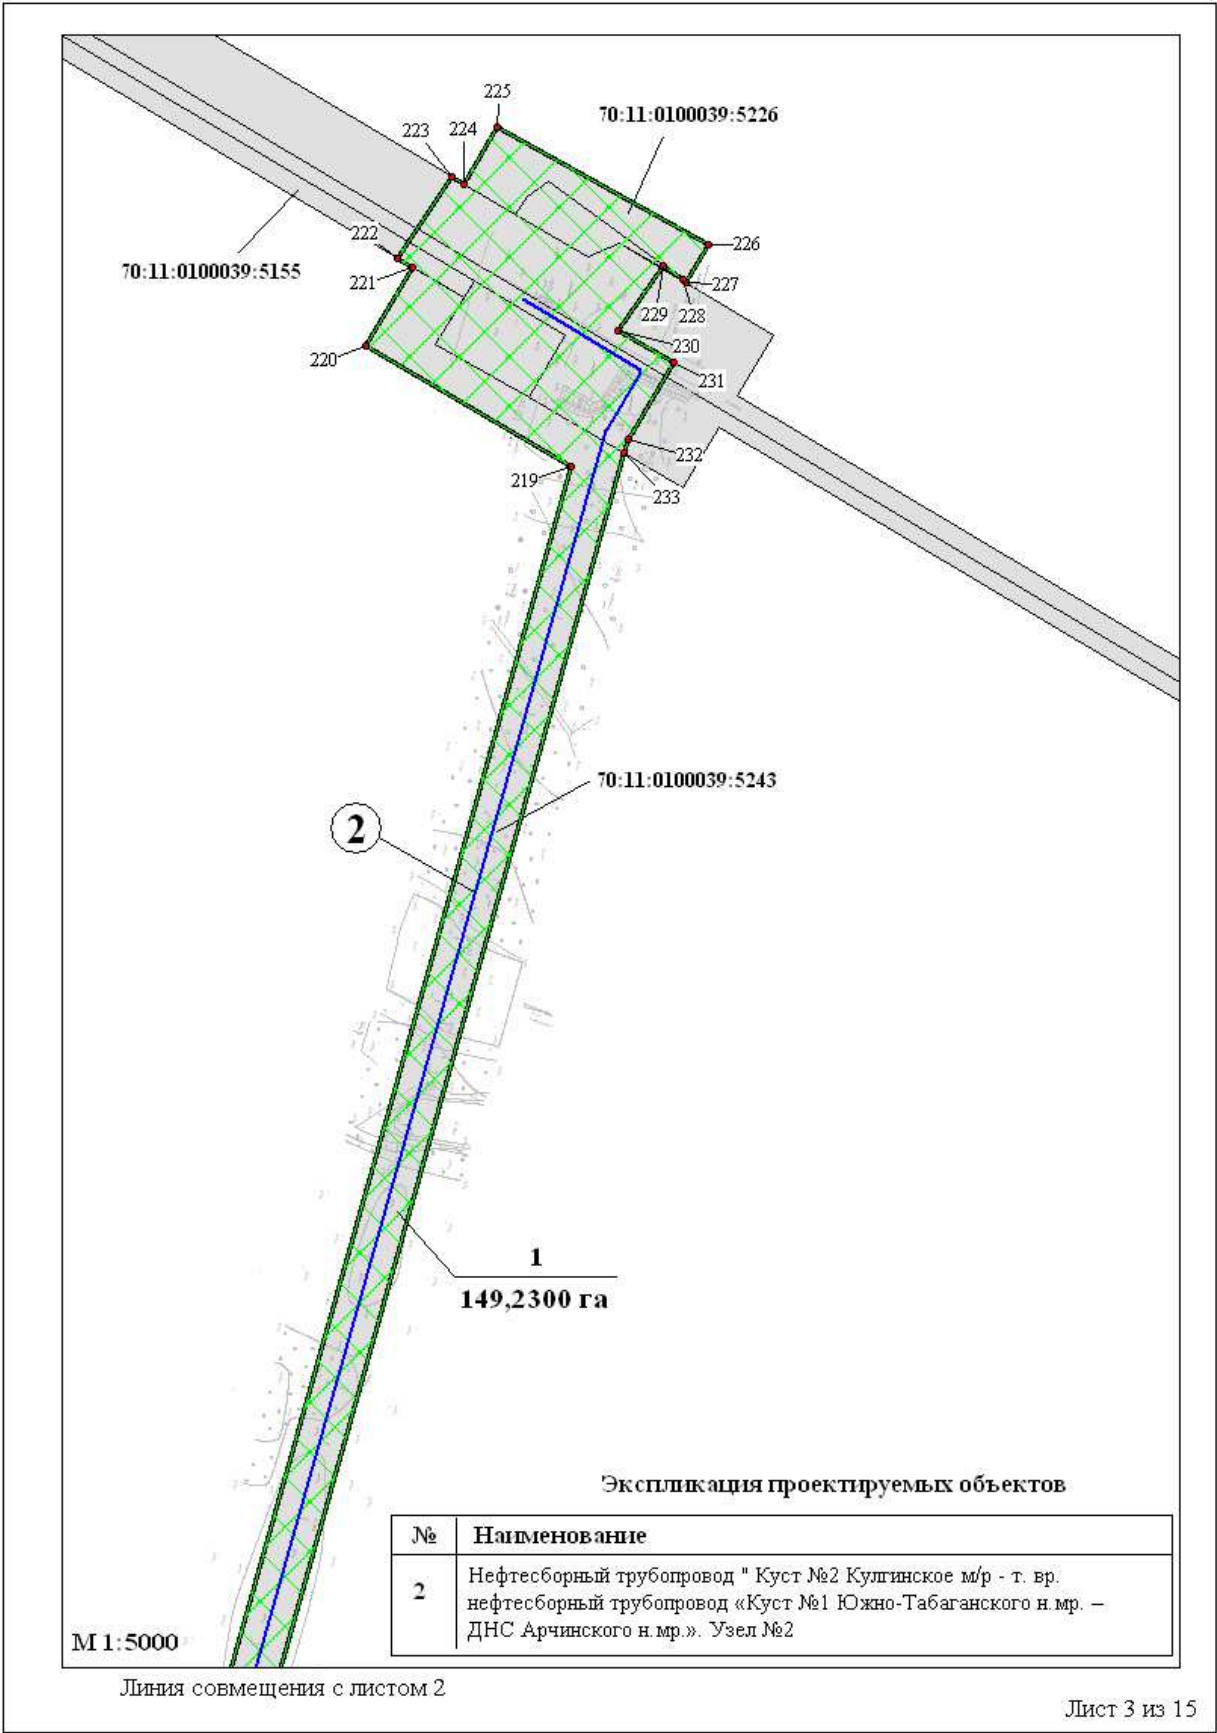 225
70:11:0100039:5226
223
224
222
226
70:11:0100039:5155
221
227
229
228
220
230
231
232
219
233
70:11:0100039:5243
2
1
149,2300 га
Экспликация проектируемых объектов
№ Наименование
2
Нефтесборный трубопровод " Куст №2 Кулгинское м/р - т. вр.
нефтесборный трубопровод «Куст №1 Южно-Табаганского н.мр. –
ДНС Арчинского н.мр.». Узел №2
М 1:5000
Линия совмещения с листом 2
Лист 3 из 15